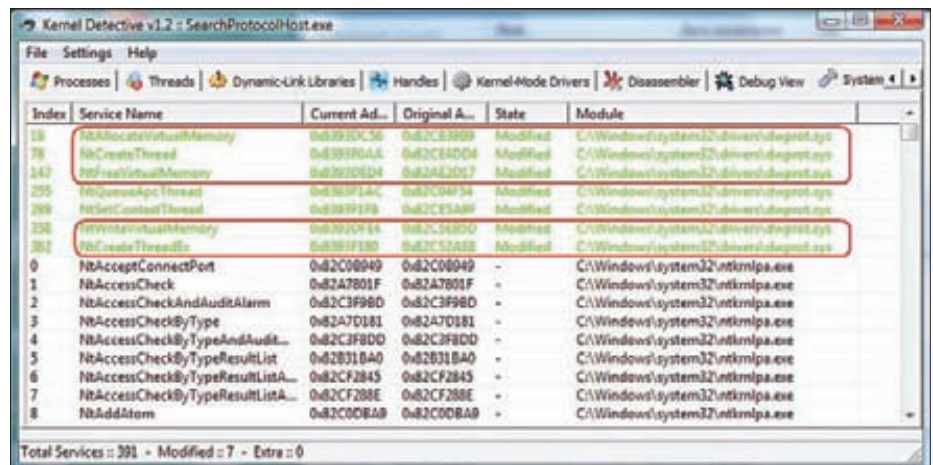 Kernel Detective v1.2 :: SearchProtocolHost.exe
File Settings Help
Processes Threads Dynamic-Link Libraries Handles Kernel-Mode Drivers Disassembler Debug View System
Index Service Name Current Ad... Original A... State Module
18 NtAllocateVirtualMemory Modified C:\Windows\system32\drivers\dwprot.sys
78 NtCreateThread Modified C:\Windows\system32\drivers\dwprot.sys
147 NtFreeVirtualMemory Modified C:\Windows\system32\drivers\dwprot.sys
255 NtQueueApcThread Modified C:\Windows\system32\drivers\dwprot.sys
289 NtSetContextThread Modified C:\Windows\system32\drivers\dwprot.sys
358 NtWriteVirtualMemory Modified C:\Windows\system32\drivers\dwprot.sys
382 NtCreateThreadEx Modified C:\Windows\system32\drivers\dwprot.sys
0 NtAcceptConnectPort 0x82C0B949 0x82C0B949 - C:\Windows\system32\ntkrnlpa.exe
1 NtAccessCheck 0x82A7801F 0x82A7801F - C:\Windows\system32\ntkrnlpa.exe
2 NtAccessCheckAndAuditAlarm 0x82C3F9BD 0x82C3F9BD - C:\Windows\system32\ntkrnlpa.exe
3 NtAccessCheckByType 0x82A7D181 0x82A7D181 - C:\Windows\system32\ntkrnlpa.exe
4 NtAccessCheckByTypeAndAudit... 0x82C3F8DD 0x82C3F8DD - C:\Windows\system32\ntkrnlpa.exe
5 NtAccessCheckByTypeResultList 0x82B318A0 0x82B318A0 - C:\Windows\system32\ntkrnlpa.exe
6 NtAccessCheckByTypeResultListA... 0x82CF2845 0x82CF2845 - C:\Windows\system32\ntkrnlpa.exe
7 NtAccessCheckByTypeResultListA... 0x82CF288E 0x82CF288E - C:\Windows\system32\ntkrnlpa.exe
8 NtAddAtom 0x82C0DBA9 0x82C0DBA9 - C:\Windows\system32\ntkrnlpa.exe
Total Services :: 391 - Modified :: 7 - Extra :: 0